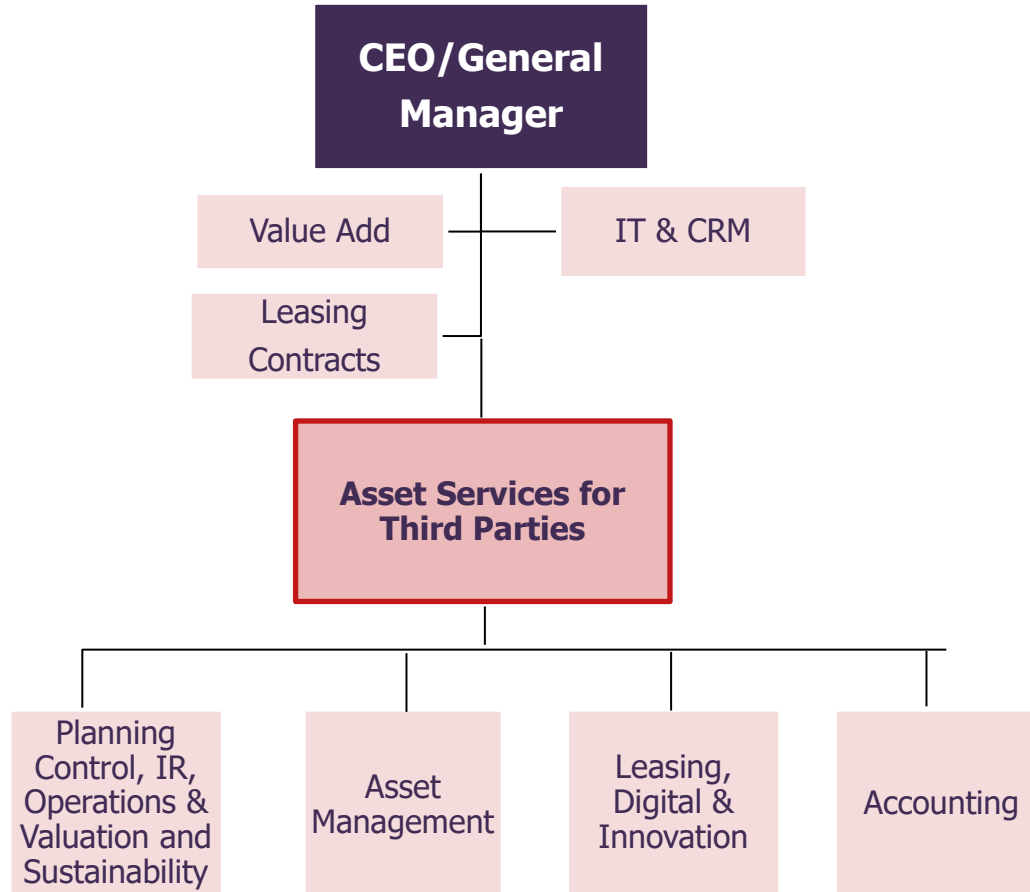 CEO/General
Manager
Value Add
IT & CRM
Leasing
Contracts
Asset Services for
Third Parties
Planning
Control, IR,
Operations &
Valuation and
Sustainability
Asset
Management
Leasing,
Digital &
Innovation
Accounting